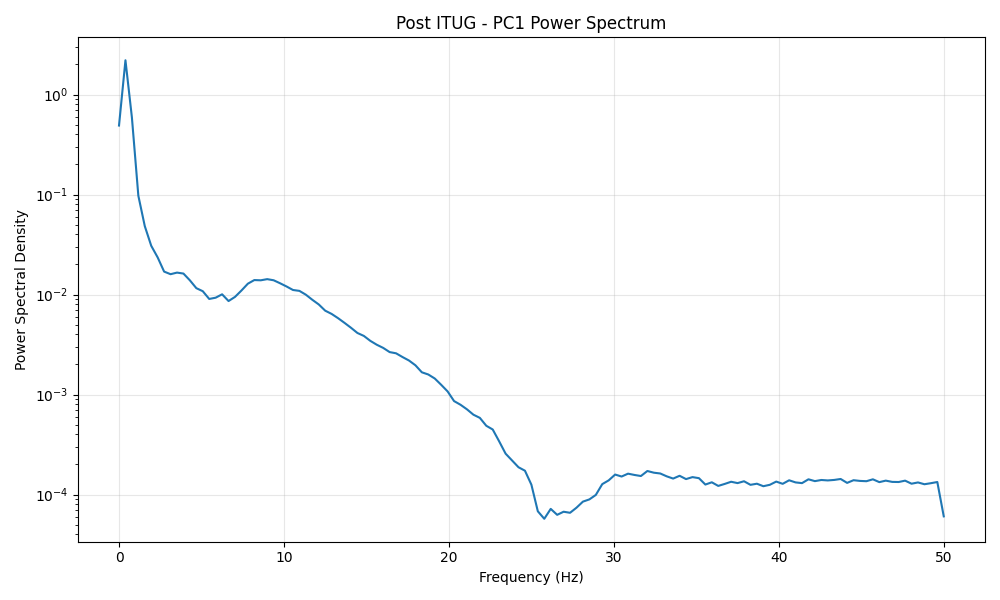 Post ITUG - PC1 Power Spectrum
Power Spectral Density
10⁰
10⁻¹
10⁻²
10⁻³
10⁻⁴
0 10 20 30 40 50
Frequency (Hz)